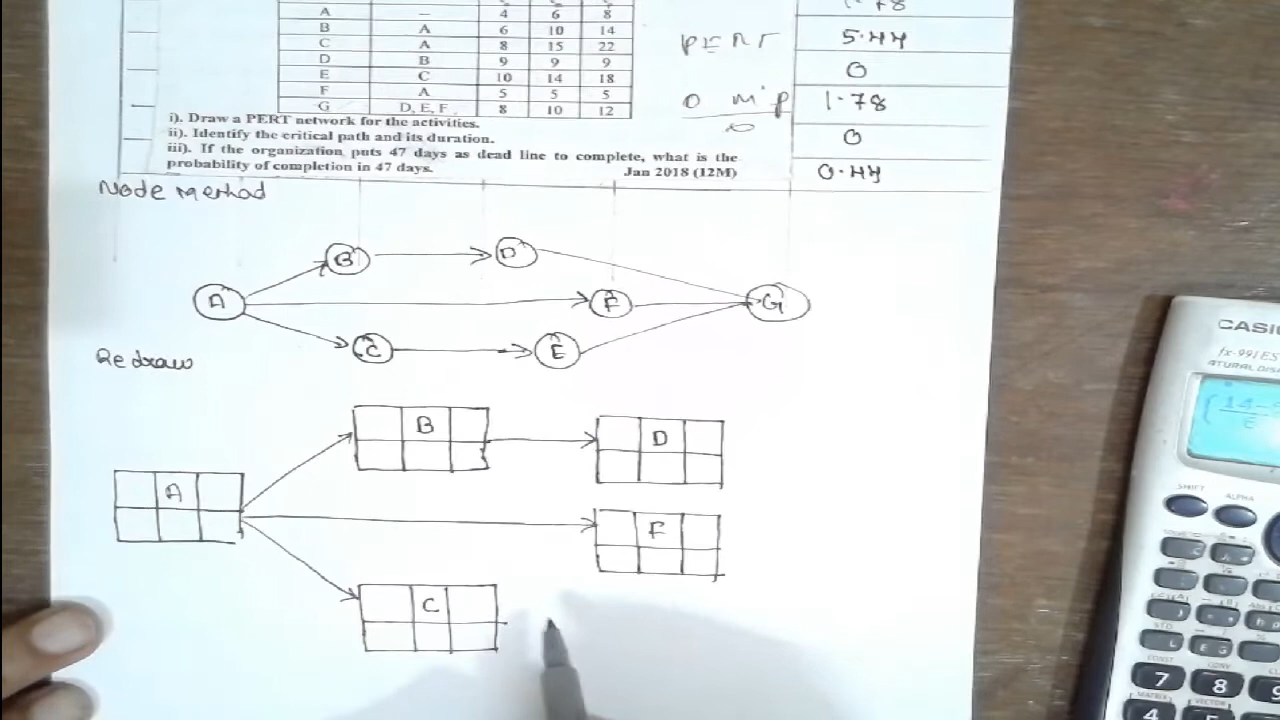 A – 4 6 8
B A 6 10 14
C A 8 15 22
D B 9 9 9
E C 10 14 18
F A 5 5 5
G D, E, F 8 10 12
i). Draw a PERT network for the activities.
ii). Identify the critical path and its duration.
iii). If the organization puts 47 days as dead line to complete, what is the
probability of completion in 47 days. Jan 2018 (12M)
PERT
5.44
0
1.78
0
0.44
Node method
B D
A F G
C E
Redraw
B D
A
F
C
CASIO
fx-991ES
SHIFT ALPHA
7 8 9
4